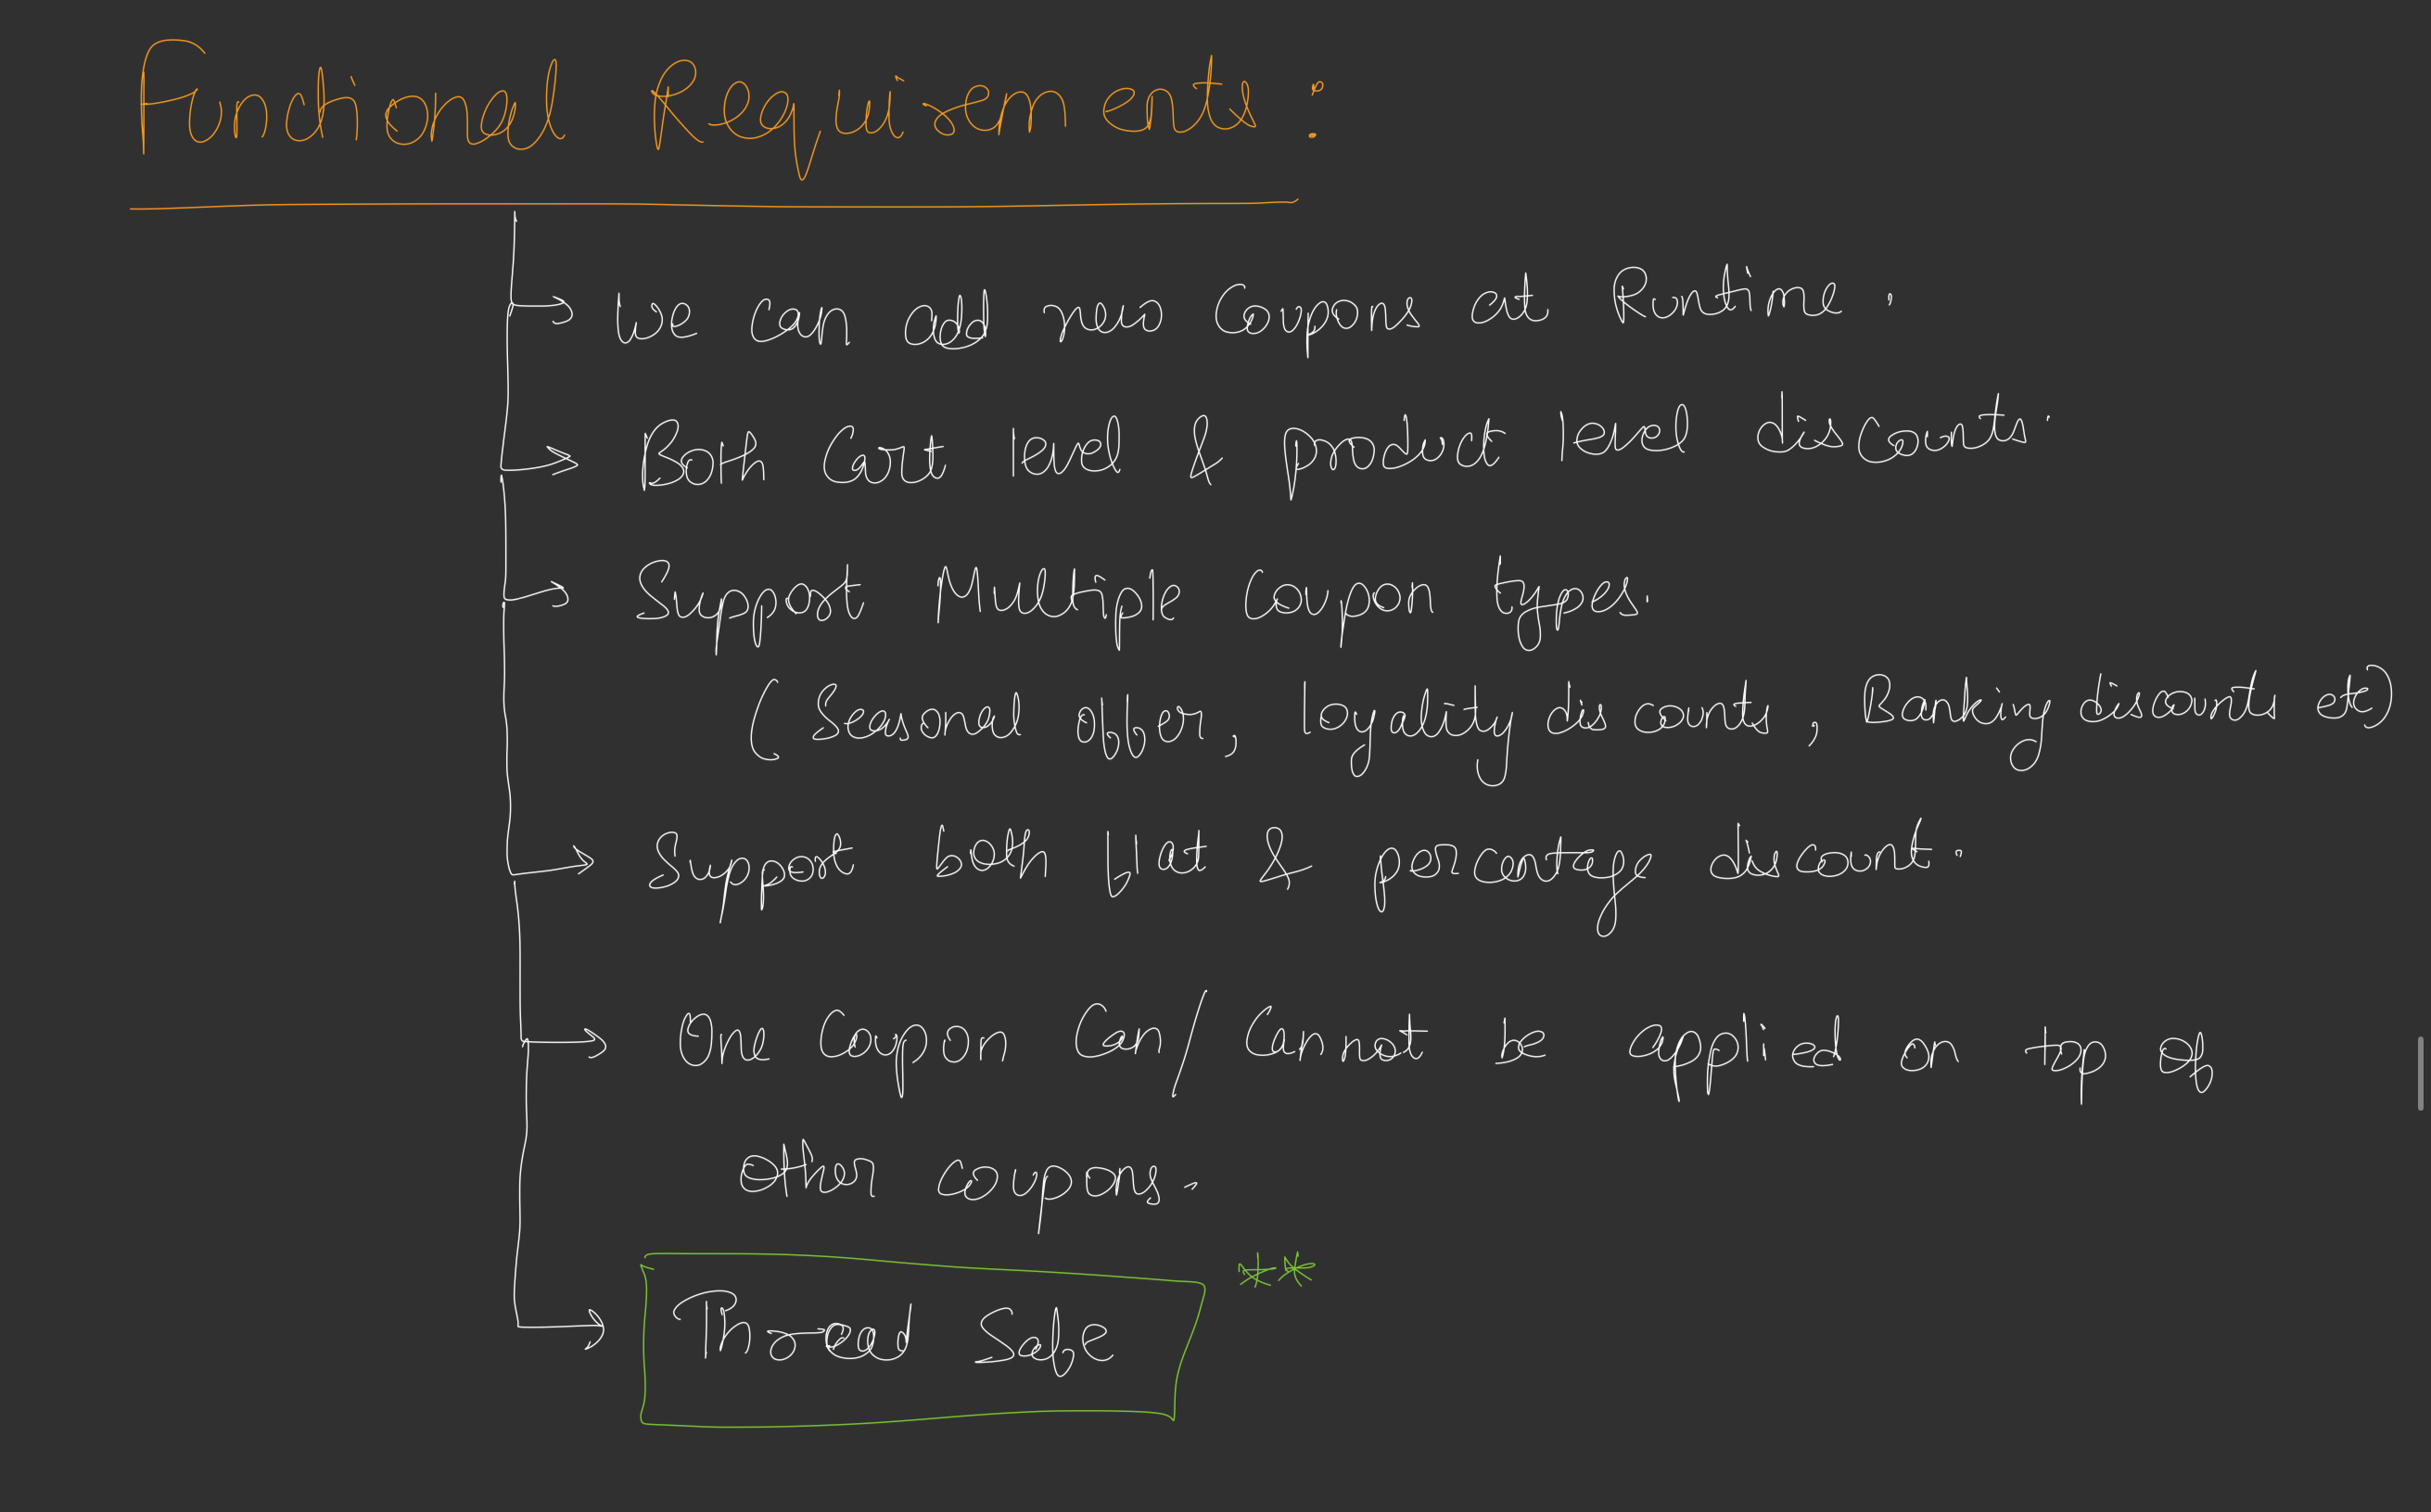 Functional Requirements :
We can add new Coupons at Runtime .
Both Cart level & product level discounts.
Support Multiple Coupon types.
( Seasonal offer, loyality discounts, Banking discounts etc)
Support both flat & percentage discount.
One Coupon Can/ Cannot be applied on top of
other coupons.
Thread Safe **